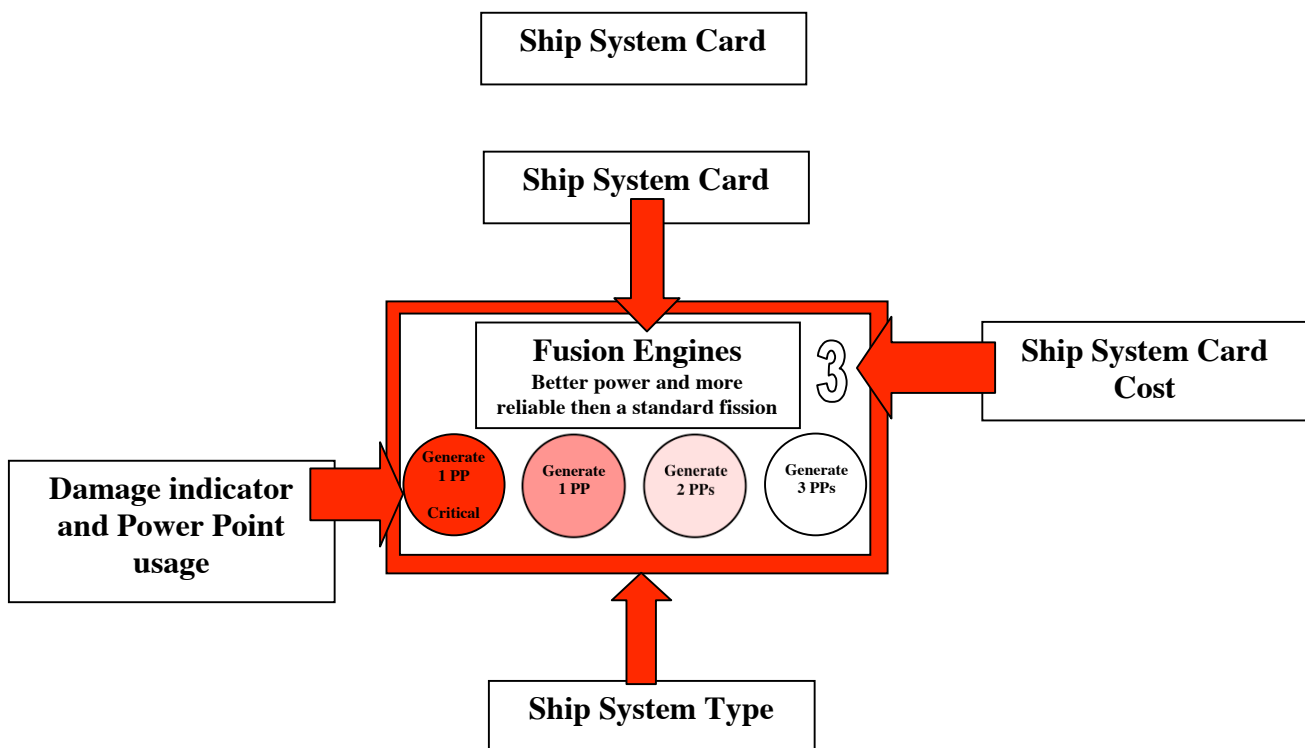 Ship System Card
Ship System Card
Fusion Engines
Better power and more
reliable then a standard fission
3
Ship System Card
Cost
Generate
1 PP
Critical
Generate
1 PP
Generate
2 PPs
Generate
3 PPs
Damage indicator
and Power Point
usage
Ship System Type